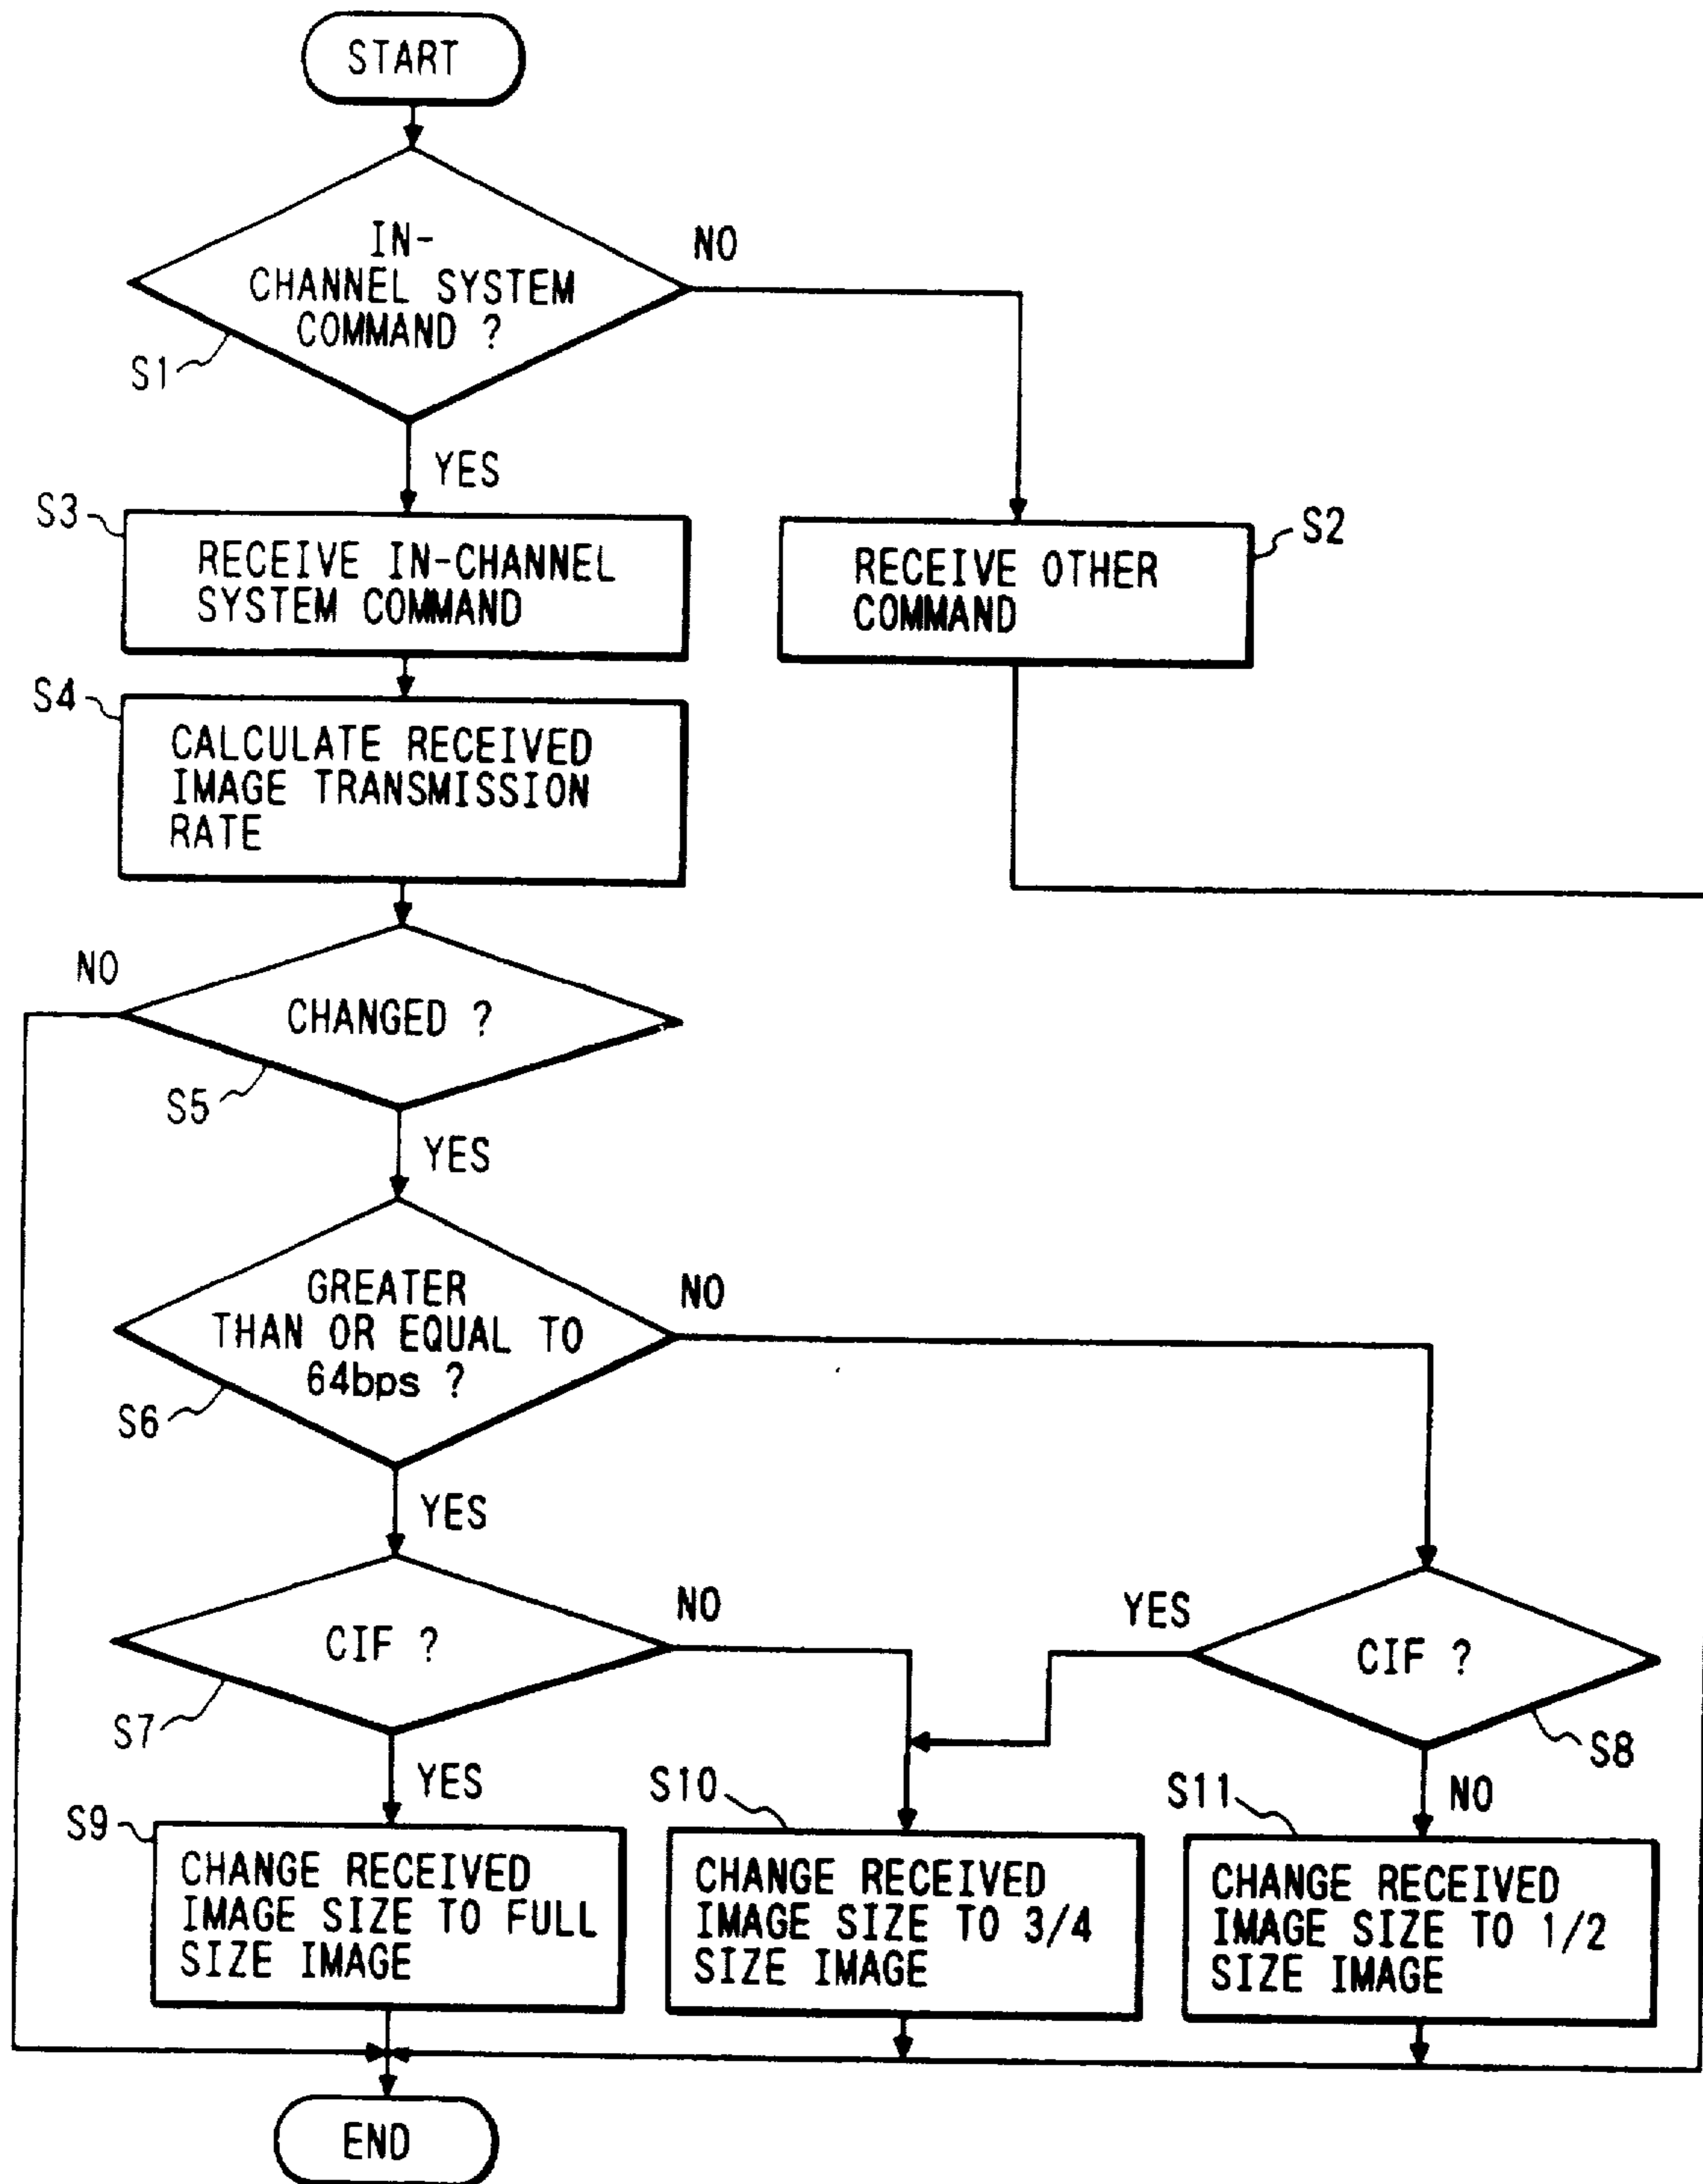 START
IN-
CHANNEL SYSTEM
COMMAND ?
NO
S1
YES
S3
RECEIVE IN-CHANNEL
SYSTEM COMMAND
S2
RECEIVE OTHER
COMMAND
S4
CALCULATE RECEIVED
IMAGE TRANSMISSION
RATE
NO
CHANGED ?
S5
YES
GREATER
THAN OR EQUAL TO
64bps ?
NO
S6
YES
CIF ?
NO
S7
YES
YES
CIF ?
S8
NO
S9
CHANGE RECEIVED
IMAGE SIZE TO FULL
SIZE IMAGE
S10
CHANGE RECEIVED
IMAGE SIZE TO 3/4
SIZE IMAGE
S11
CHANGE RECEIVED
IMAGE SIZE TO 1/2
SIZE IMAGE
END